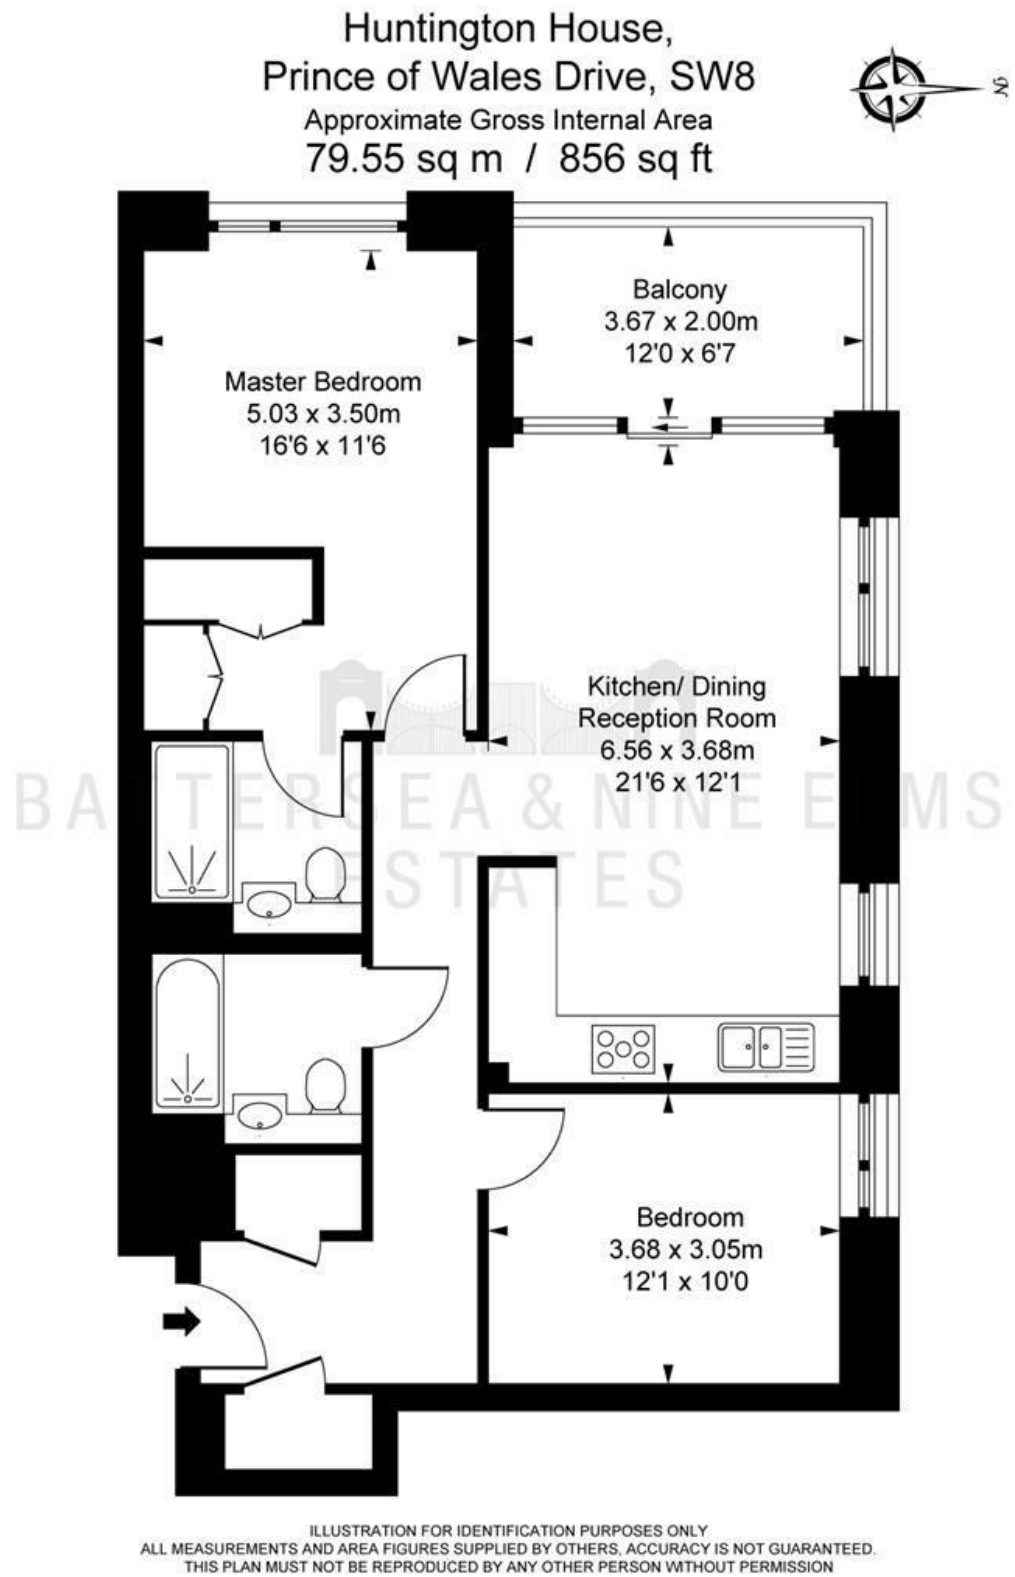 Huntington House,
Prince of Wales Drive, SW8
Approximate Gross Internal Area
79.55 sq m / 856 sq ft
N
Balcony
3.67 x 2.00m
12'0 x 6'7
Master Bedroom
5.03 x 3.50m
16'6 x 11'6
Kitchen/ Dining
Reception Room
6.56 x 3.68m
21'6 x 12'1
BATTERSEA & NINE ELMS
ESTATES
Bedroom
3.68 x 3.05m
12'1 x 10'0
ILLUSTRATION FOR IDENTIFICATION PURPOSES ONLY
ALL MEASUREMENTS AND AREA FIGURES SUPPLIED BY OTHERS, ACCURACY IS NOT GUARANTEED.
THIS PLAN MUST NOT BE REPRODUCED BY ANY OTHER PERSON WITHOUT PERMISSION